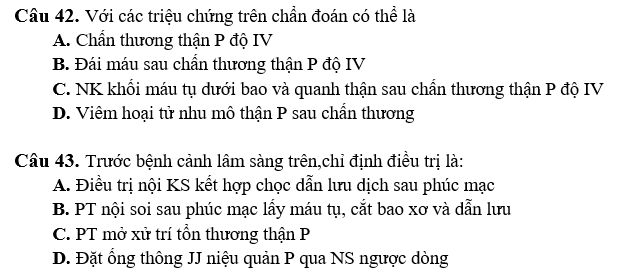 Câu 42. Với các triệu chứng trên chẩn đoán có thể là
A. Chấn thương thận P độ IV
B. Đái máu sau chấn thương thận P độ IV
C. NK khối máu tụ dưới bao và quanh thận sau chấn thương thận P độ IV
D. Viêm hoại tử nhu mô thận P sau chấn thương
Câu 43. Trước bệnh cảnh lâm sàng trên,chỉ định điều trị là:
A. Điều trị nội KS kết hợp chọc dẫn lưu dịch sau phúc mạc
B. PT nội soi sau phúc mạc lấy máu tụ, cắt bao xơ và dẫn lưu
C. PT mở xử trí tổn thương thận P
D. Đặt ống thông JJ niệu quản P qua NS ngược dòng